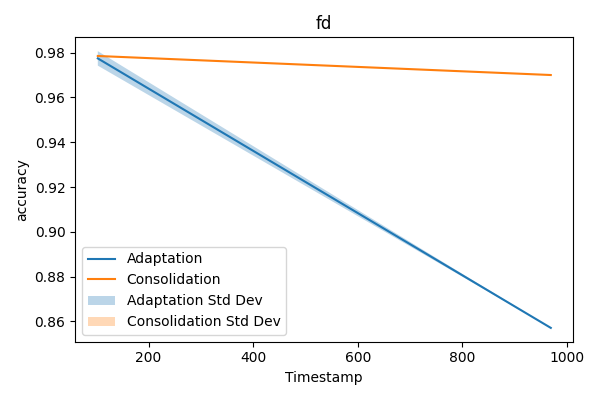 fd
accuracy
0.98
0.96
0.94
0.92
0.90
0.88
0.86
Adaptation
Consolidation
Adaptation Std Dev
Consolidation Std Dev
200
400
600
800
1000
Timestamp